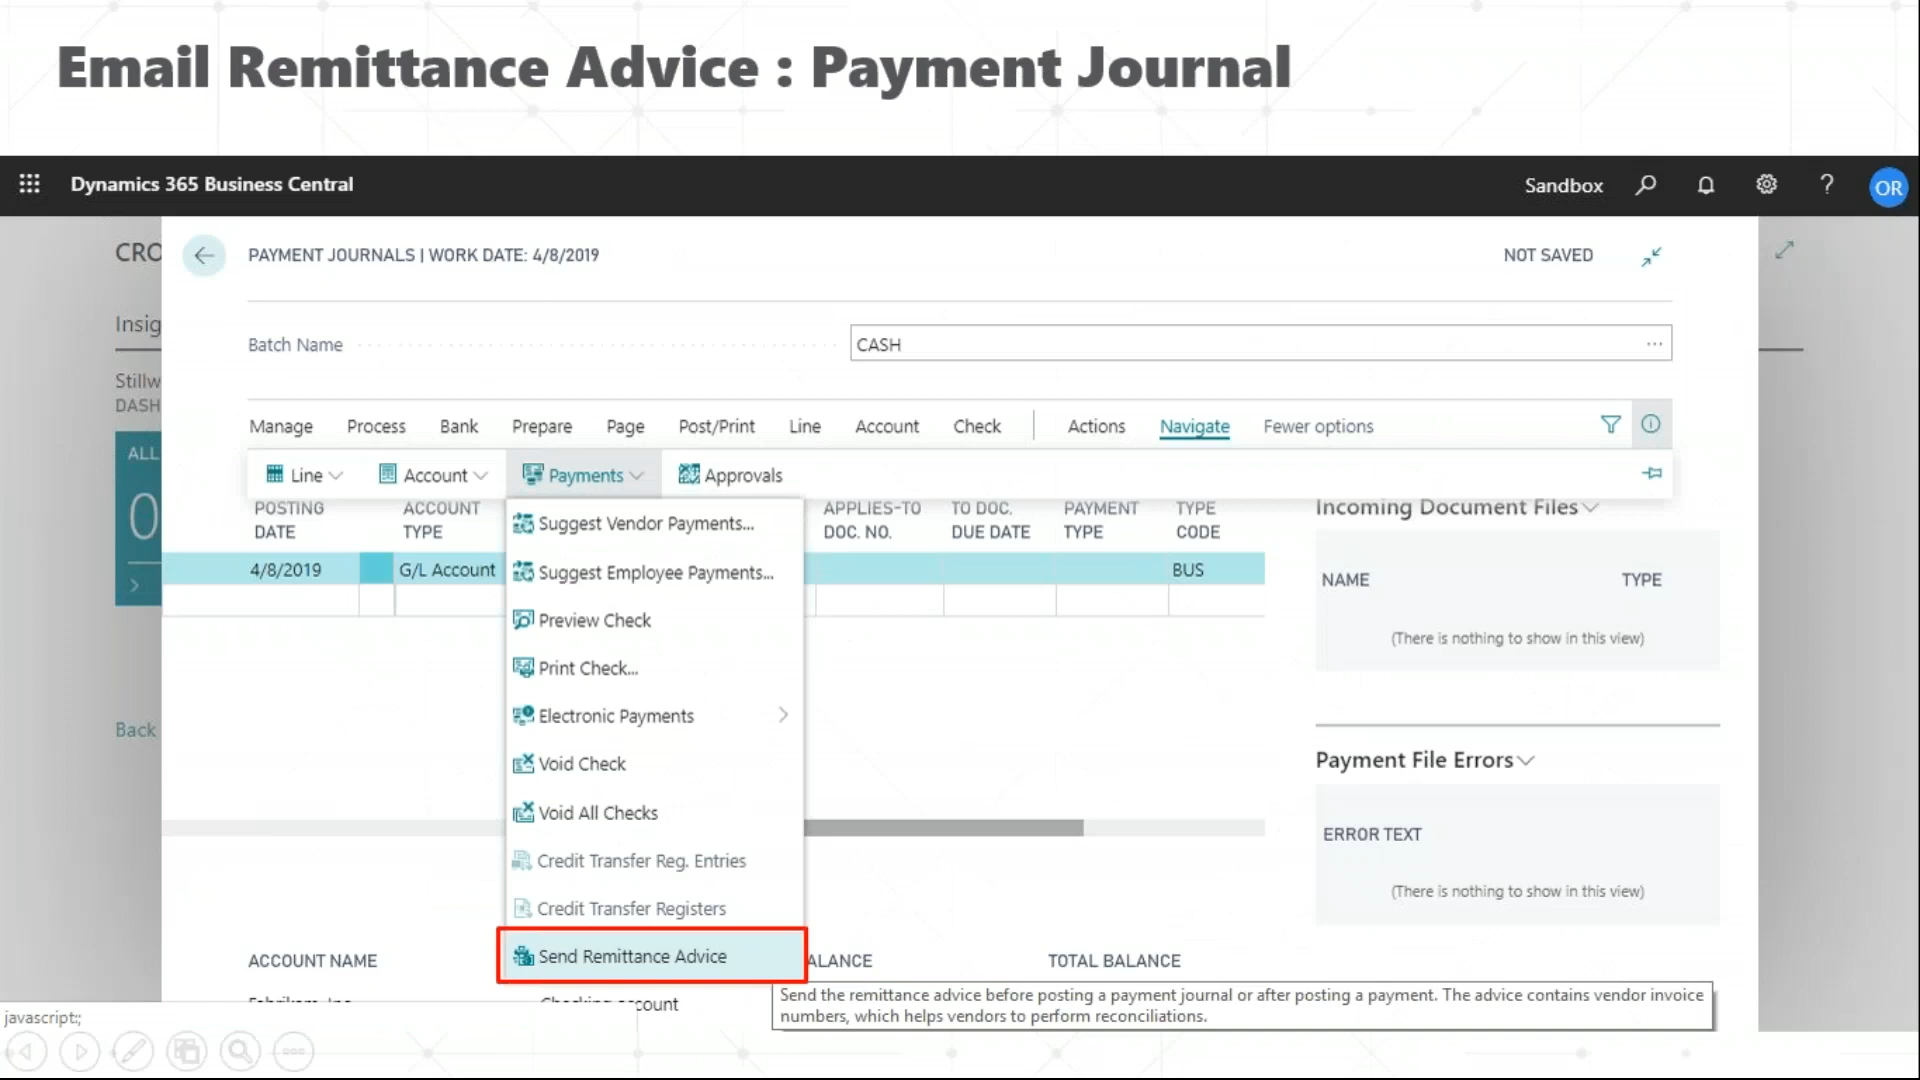 Email Remittance Advice : Payment Journal
Dynamics 365 Business Central
Sandbox
?
OR
CRO
PAYMENT JOURNALS | WORK DATE: 4/8/2019
NOT SAVED
Insig
Batch Name
CASH
...
Stillw
DASH
Manage Process Bank Prepare Page Post/Print Line Account Check Actions Navigate Fewer options
ALL
Line Account Payments Approvals
0
POSTING DATE
ACCOUNT TYPE
APPLIES-TO DOC. NO.
TO DOC. DUE DATE
PAYMENT TYPE
TYPE CODE
4/8/2019 G/L Account BUS
Suggest Vendor Payments...
Suggest Employee Payments...
Preview Check
Print Check...
Electronic Payments
Void Check
Void All Checks
Credit Transfer Reg. Entries
Credit Transfer Registers
Send Remittance Advice
Incoming Document Files
NAME TYPE
(There is nothing to show in this view)
Back
Payment File Errors
ERROR TEXT
(There is nothing to show in this view)
ACCOUNT NAME ALANCE TOTAL BALANCE
Send the remittance advice before posting a payment journal or after posting a payment. The advice contains vendor invoice
numbers, which helps vendors to perform reconciliations.
javascript:;